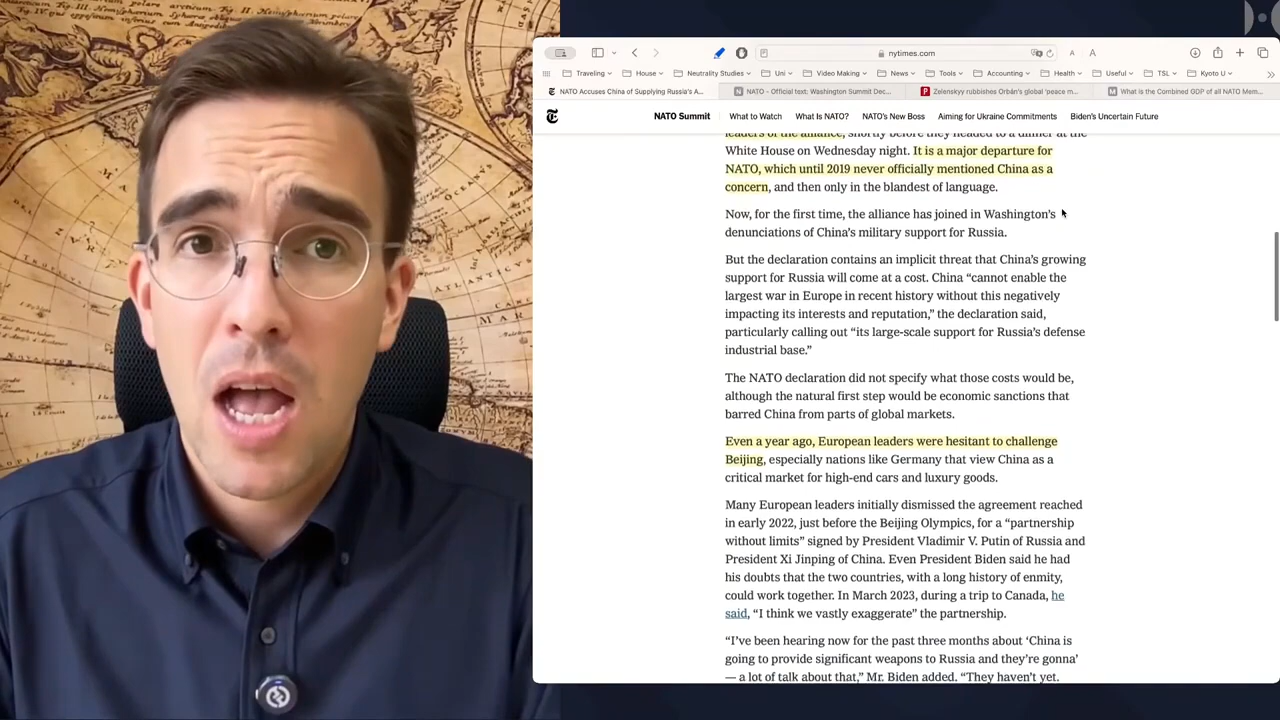 nytimes.com
A
A
Traveling
House
Neutrality Studies
Uni
Video Making
News
Tools
Accounting
Health
Useful
TSL
Kyoto U
NATO Accuses China of Supplying Russia's A...
NATO - Official text: Washington Summit Dec...
Zelenskyy rubbishes Orbán's global 'peace m...
What is the Combined GDP of all NATO Mem...
NATO Summit
What to Watch
What Is NATO?
NATO's New Boss
Aiming for Ukraine Commitments
Biden's Uncertain Future
leaders of the alliance, shortly before they headed to a dinner at the
White House on Wednesday night. It is a major departure for
NATO, which until 2019 never officially mentioned China as a
concern, and then only in the blandest of language.
Now, for the first time, the alliance has joined in Washington's
denunciations of China's military support for Russia.
But the declaration contains an implicit threat that China's growing
support for Russia will come at a cost. China “cannot enable the
largest war in Europe in recent history without this negatively
impacting its interests and reputation,” the declaration said,
particularly calling out “its large-scale support for Russia's defense
industrial base.”
The NATO declaration did not specify what those costs would be,
although the natural first step would be economic sanctions that
barred China from parts of global markets.
Even a year ago, European leaders were hesitant to challenge
Beijing, especially nations like Germany that view China as a
critical market for high-end cars and luxury goods.
Many European leaders initially dismissed the agreement reached
in early 2022, just before the Beijing Olympics, for a “partnership
without limits” signed by President Vladimir V. Putin of Russia and
President Xi Jinping of China. Even President Biden said he had
his doubts that the two countries, with a long history of enmity,
could work together. In March 2023, during a trip to Canada, he
said, “I think we vastly exaggerate” the partnership.
“I've been hearing now for the past three months about ‘China is
going to provide significant weapons to Russia and they're gonna’
— a lot of talk about that,” Mr. Biden added. “They haven't yet.